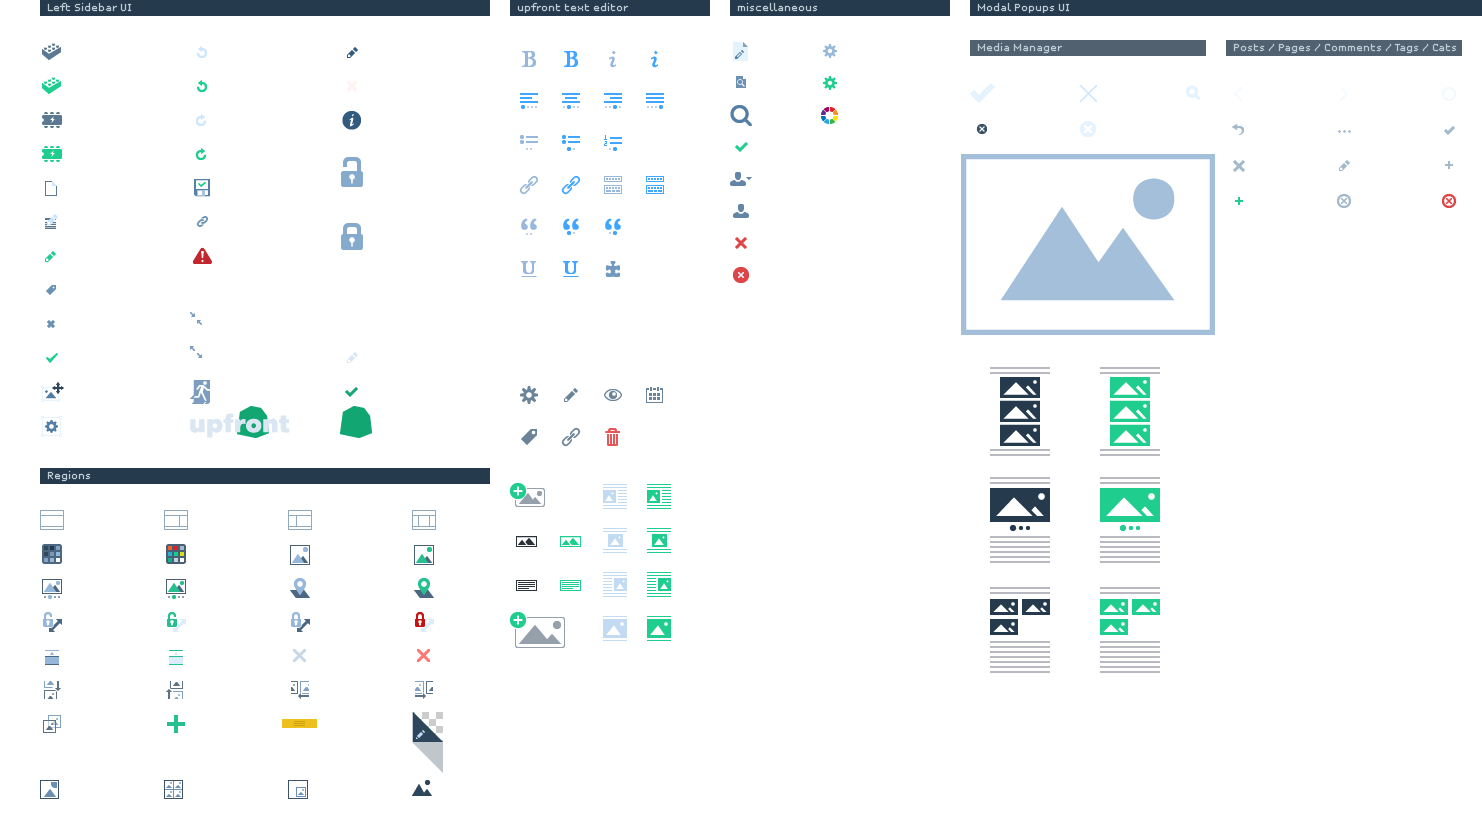 Left Sidebar UI
upfront text editor
miscellaneous
Modal Popups UI
Media Manager
Posts / Pages / Comments / Tags / Cats
B B i i
U U
upfront
Regions